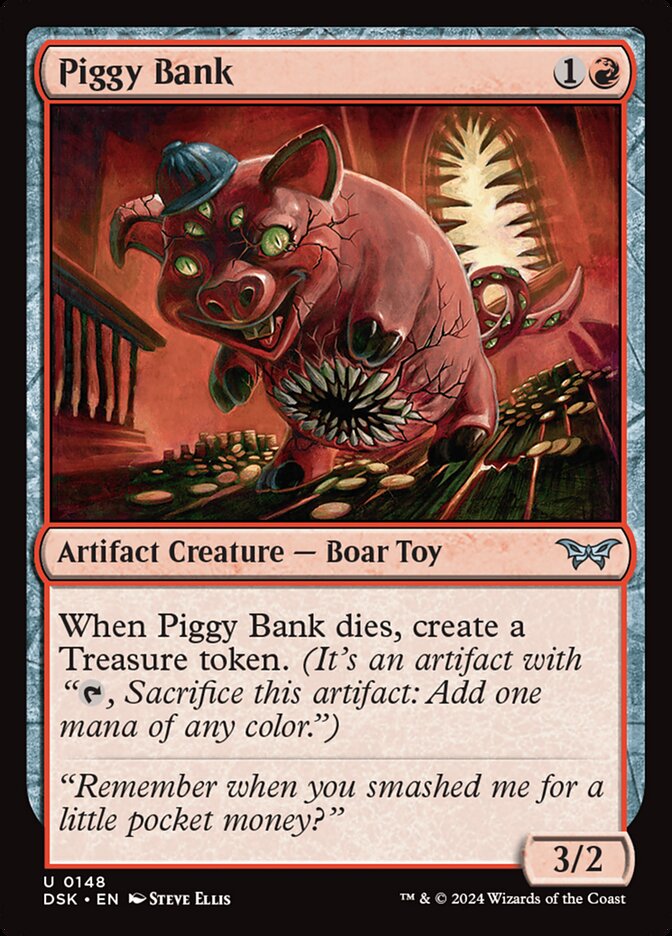 Piggy Bank
1
Artifact Creature — Boar Toy
When Piggy Bank dies, create a
Treasure token. (It's an artifact with
“, Sacrifice this artifact: Add one
mana of any color.”)
“Remember when you smashed me for a
little pocket money?”
3/2
U 0148
DSK • EN Steve Ellis
™ & © 2024 Wizards of the Coast